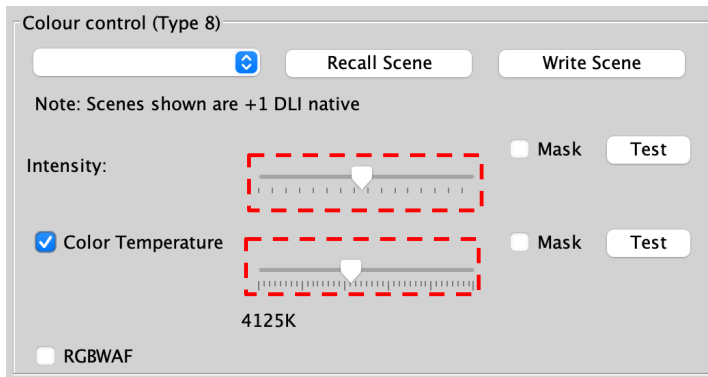 Colour control (Type 8)
Recall Scene
Write Scene
Note: Scenes shown are +1 DLI native
Mask
Test
Intensity:
Color Temperature
Mask
Test
4125K
RGBWAF